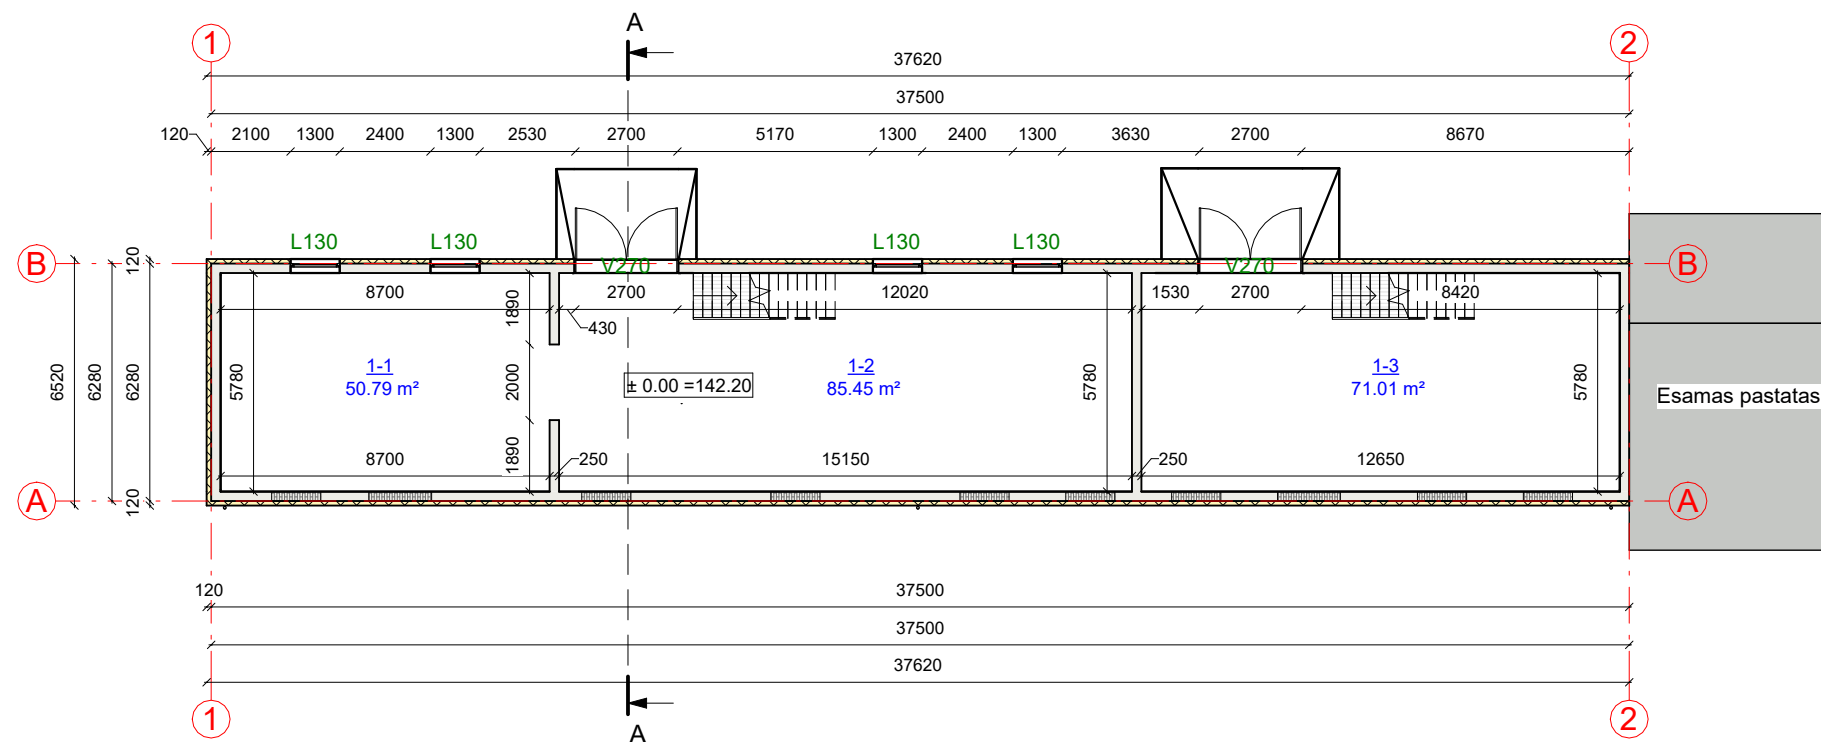 A
1
2
37620
37500
120
2100
1300
2400
1300
2530
2700
5170
1300
2400
1300
3630
2700
8670
L130
L130
L130
L130
B
120
V270
V270
B
8700
1890
2700
12020
1530
2700
8420
430
6520
6280
6280
5780
1-1
50.79 m²
2000
± 0.00 =142.20
1-2
85.45 m²
5780
1-3
71.01 m²
5780
Esamas pastatas
8700
1890
250
15150
250
12650
A
120
A
120
37500
37500
37620
1
A
2